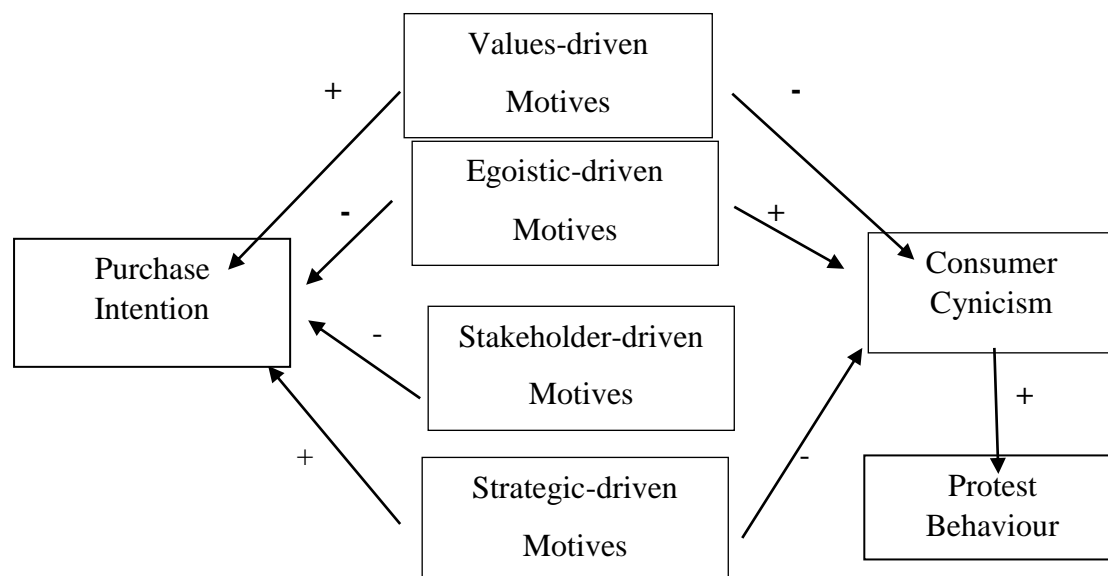 Values-driven
Motives
+
-
Egoistic-driven
Motives
-
+
Purchase
Intention
Consumer
Cynicism
Stakeholder-driven
Motives
-
+
Strategic-driven
Motives
-
+
Protest
Behaviour